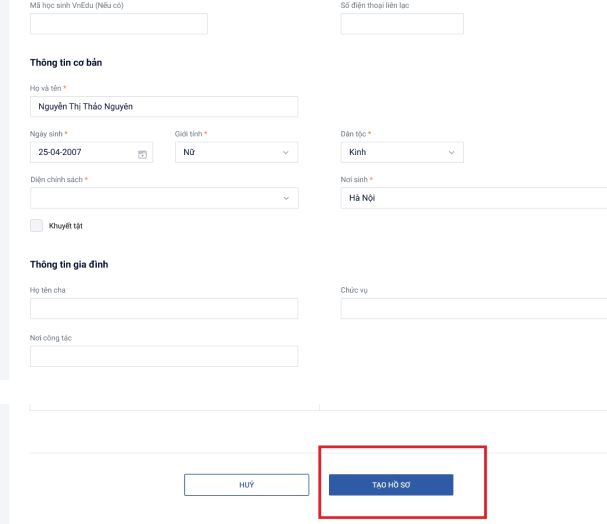 Mã học sinh VnEdu (Nếu có) Số điện thoại liên lạc
Thông tin cơ bản
Họ và tên *
Nguyễn Thị Thảo Nguyên
Ngày sinh * Giới tính * Dân tộc *
25-04-2007 Nữ Kinh
Diện chính sách * Nơi sinh *
Hà Nội
Khuyết tật
Thông tin gia đình
Họ tên cha Chức vụ
Nơi công tác
HUỶ TẠO HỒ SƠ